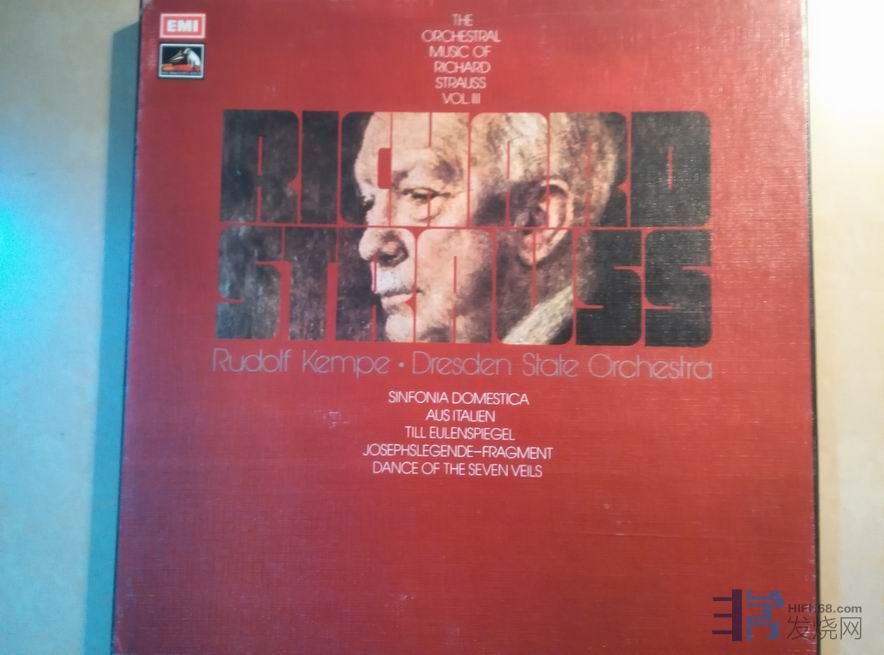 EMI
THE
ORCHESTRAL
MUSIC OF
RICHARD
STRAUSS
VOL. III
RICHARD
STRAUSS
Rudolf Kempe • Dresden State Orchestra
SINFONIA DOMESTICA
AUS ITALIEN
TILL EULENSPIEGEL
JOSEPHSLEGENDE–FRAGMENT
DANCE OF THE SEVEN VEILS
HIFI168.com
发烧网